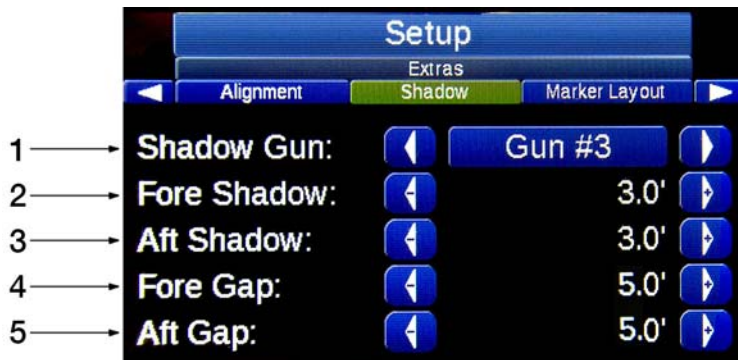 Setup
Extras
Alignment Shadow Marker Layout
1 Shadow Gun: Gun #3
2 Fore Shadow: 3.0'
3 Aft Shadow: 3.0'
4 Fore Gap: 5.0'
5 Aft Gap: 5.0'